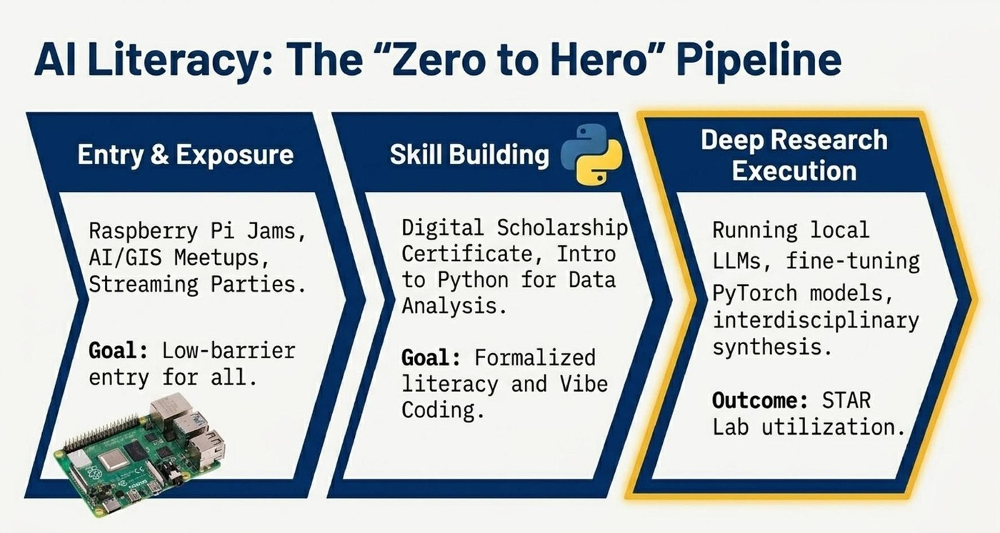 AI Literacy: The “Zero to Hero” Pipeline
Entry & Exposure
Raspberry Pi Jams,
AI/GIS Meetups,
Streaming Parties.
Goal: Low-barrier
entry for all.
Skill Building
Digital Scholarship
Certificate, Intro
to Python for Data
Analysis.
Goal: Formalized
literacy and Vibe
Coding.
Deep Research
Execution
Running local
LLMs, fine-tuning
PyTorch models,
interdisciplinary
synthesis.
Outcome: STAR
Lab utilization.